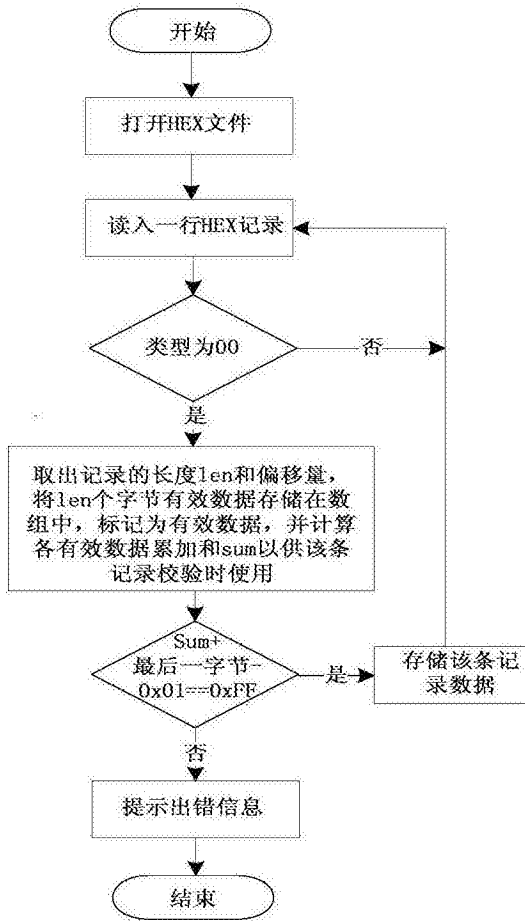 开始
打开HEX文件
读入一行HEX记录
类型为00
否
是
取出记录的长度len和偏移量，
将len个字节有效数据存储在数
组中，标记为有效数据，并计算
各有效数据累加和sum以供该条
记录校验时使用
Sum+
最后一字节-
0x01==0xFF
是
存储该条记
录数据
否
提示出错信息
结束